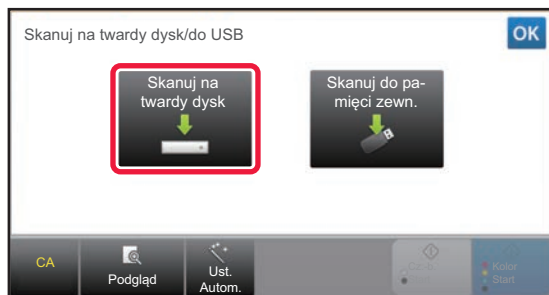 Skanuj na twardy dysk/do USB
OK
Skanuj na
twardy dysk
Skanuj do pa-
mięci zewn.
CA
Podgląd
Ust.
Autom.
Kolor
Start